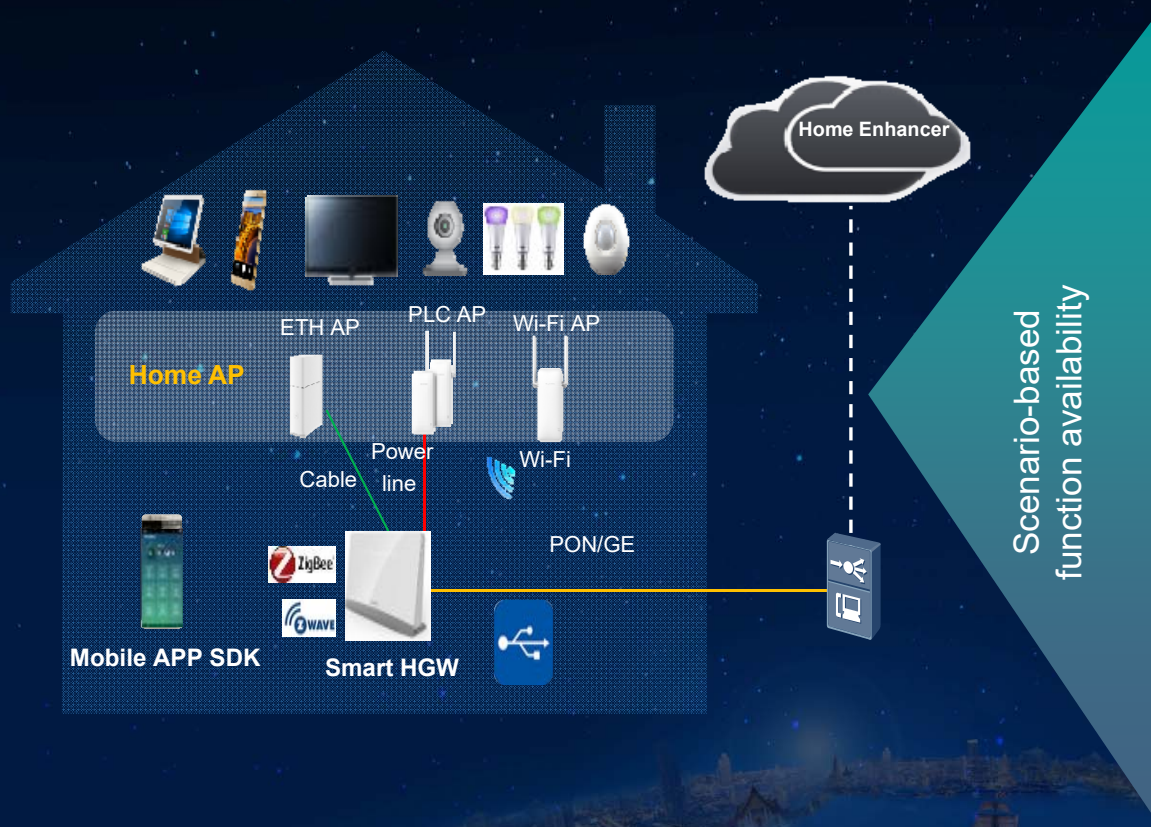 Home Enhancer
ETH AP
PLC AP
Wi-Fi AP
Home AP
Power
line
Cable
Wi-Fi
PON/GE
ZigBee
Z WAVE
Mobile APP SDK
Smart HGW
Scenario-based
function availability